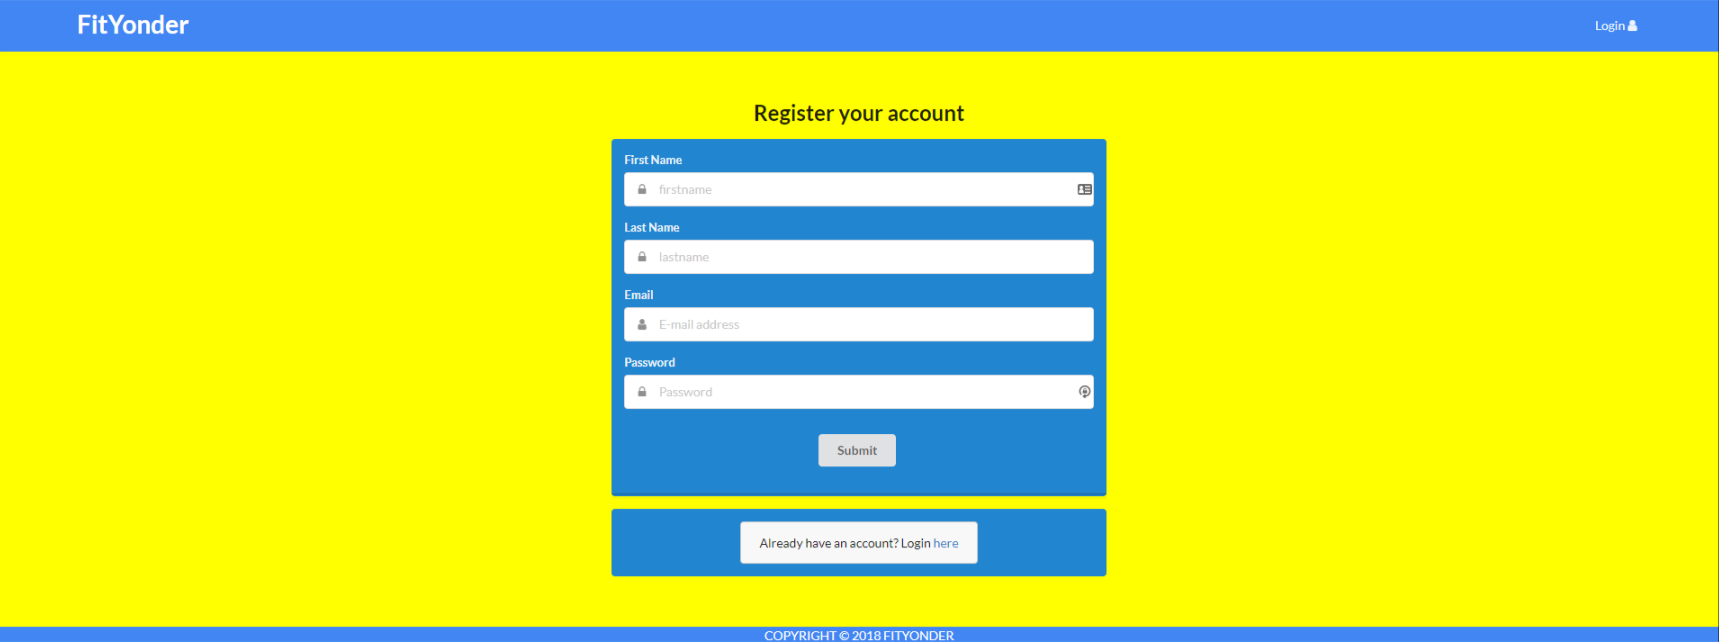 FitYonder
Login
Register your account
First Name
firstname
Last Name
lastname
Email
E-mail address
Password
Password
Submit
Already have an account? Login here
COPYRIGHT © 2018 FITYONDER